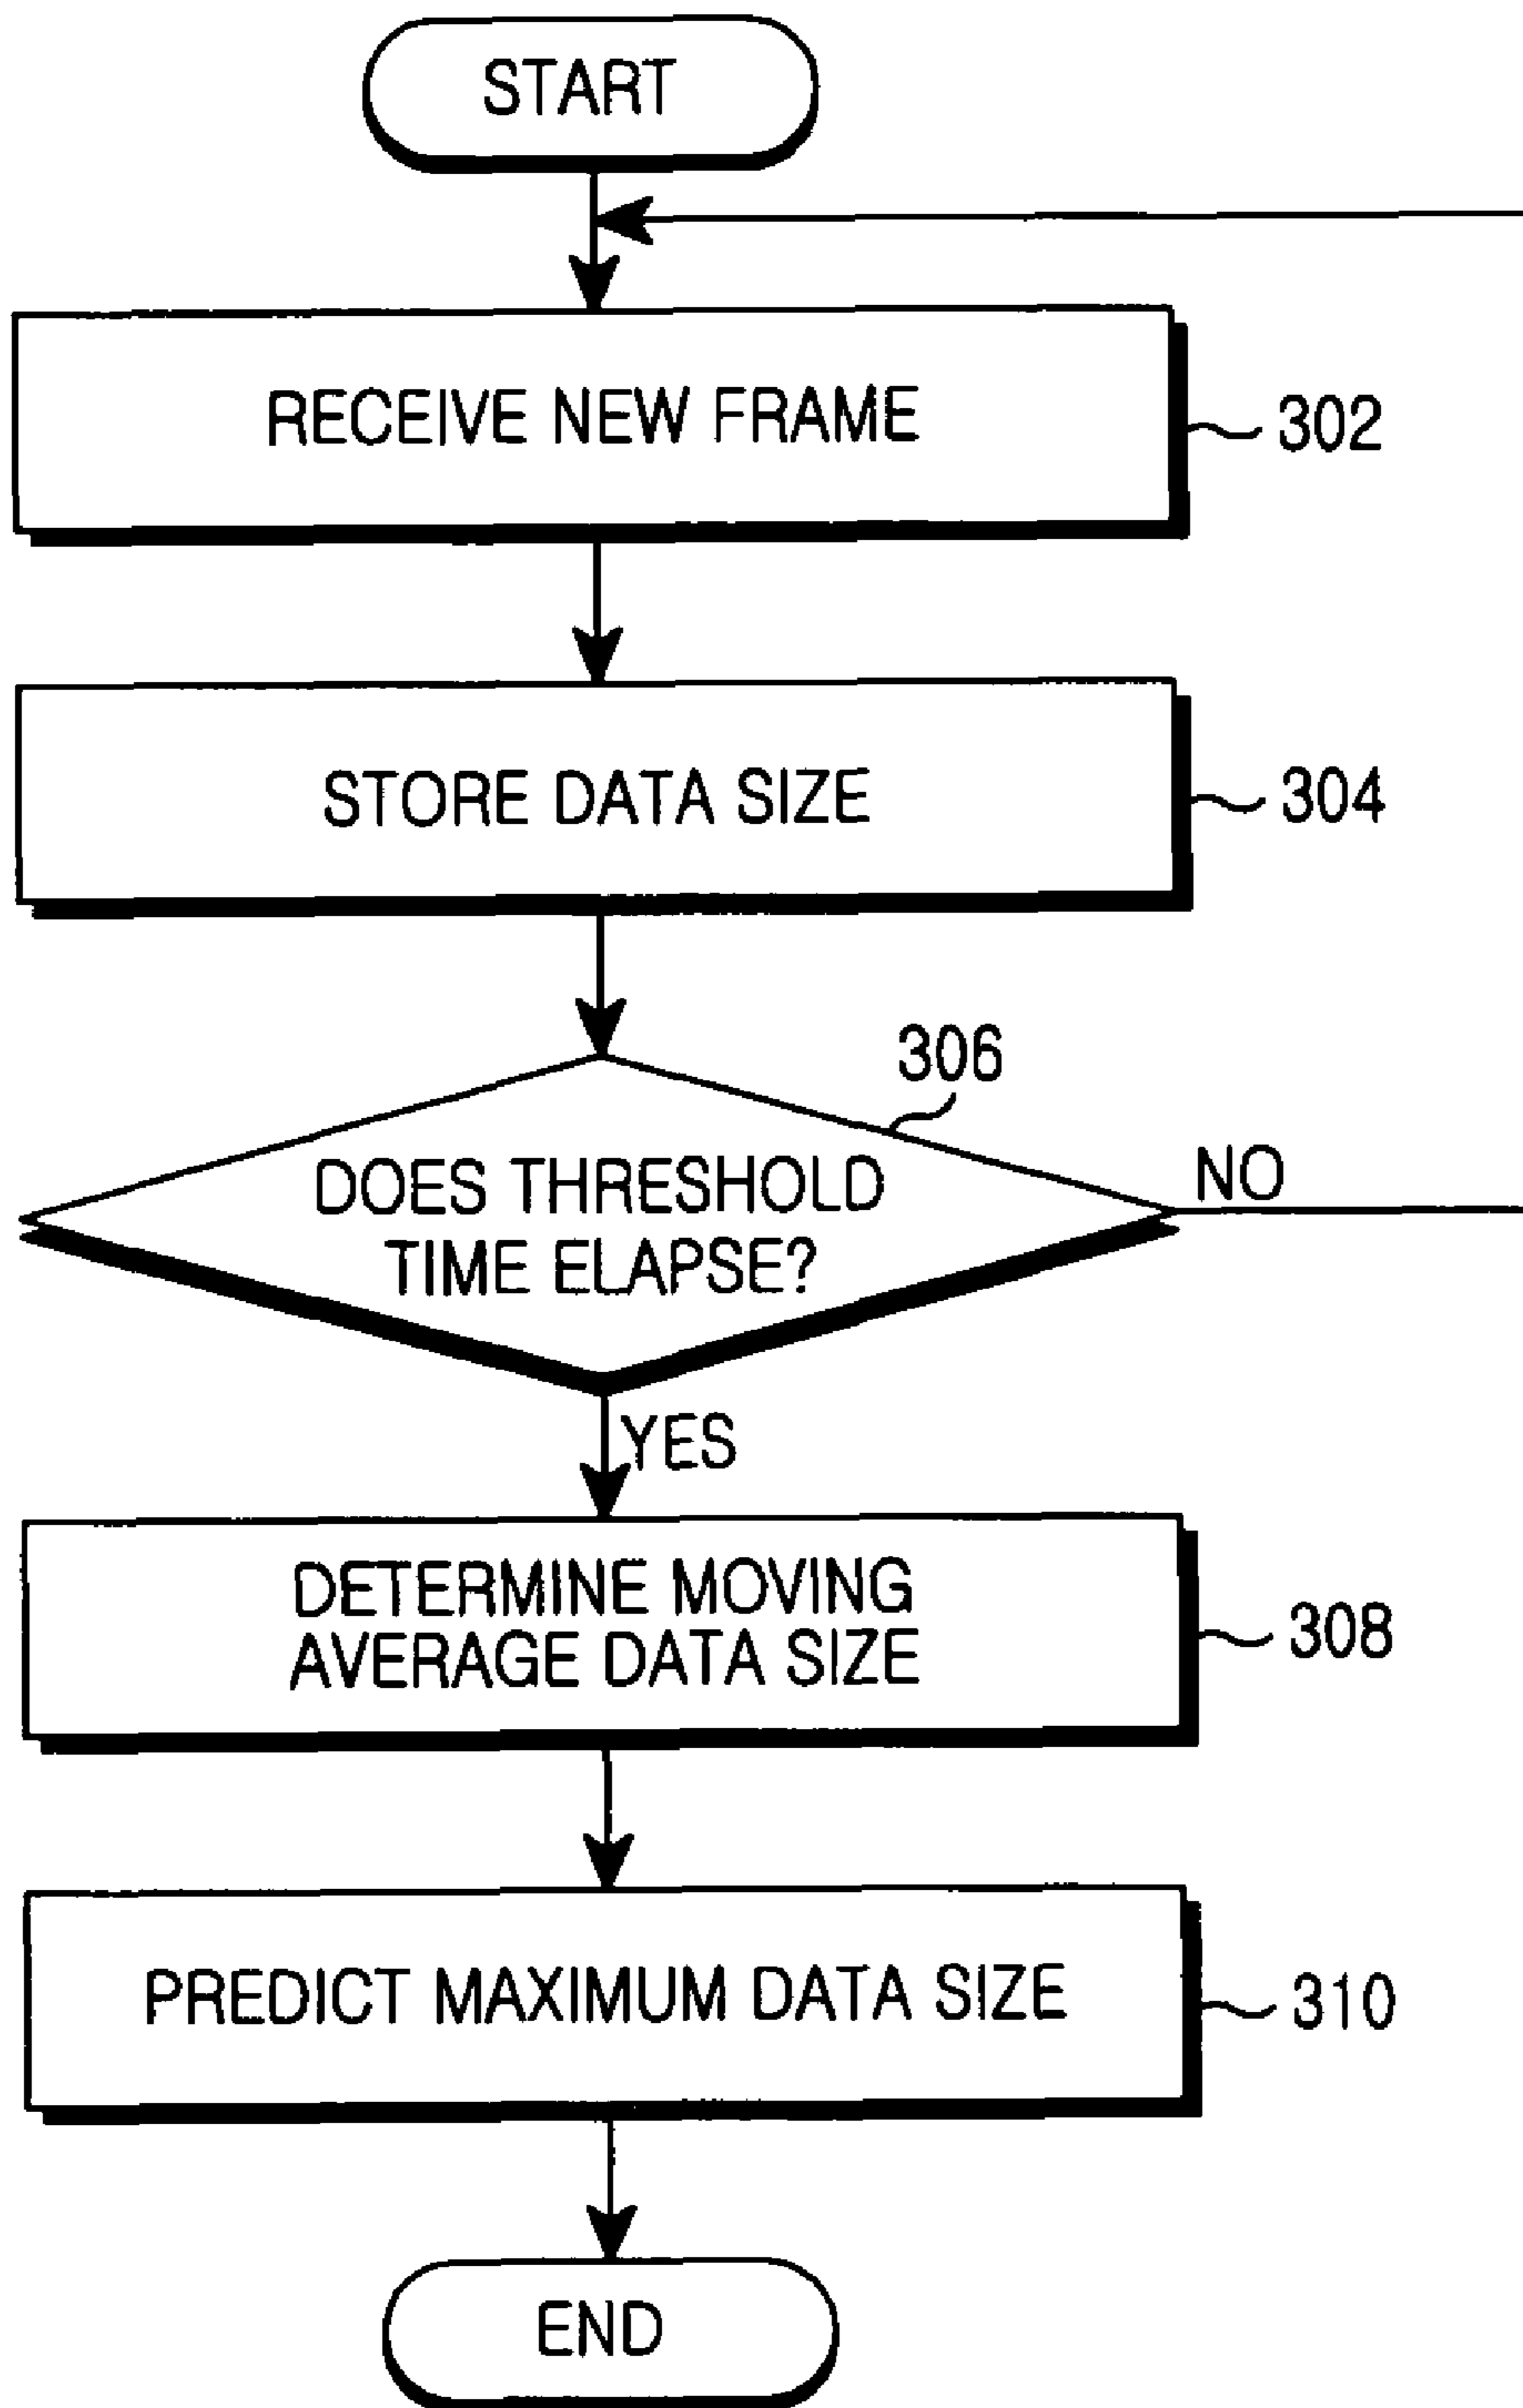 START
RECEIVE NEW FRAME
302
STORE DATA SIZE
304
306
DOES THRESHOLD
TIME ELAPSE?
NO
YES
DETERMINE MOVING
AVERAGE DATA SIZE
308
PREDICT MAXIMUM DATA SIZE
310
END